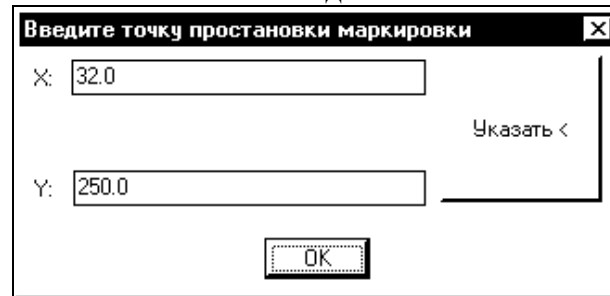 Введите точку простановки маркировки
X: 32.0
Указать <
Y: 250.0
OK